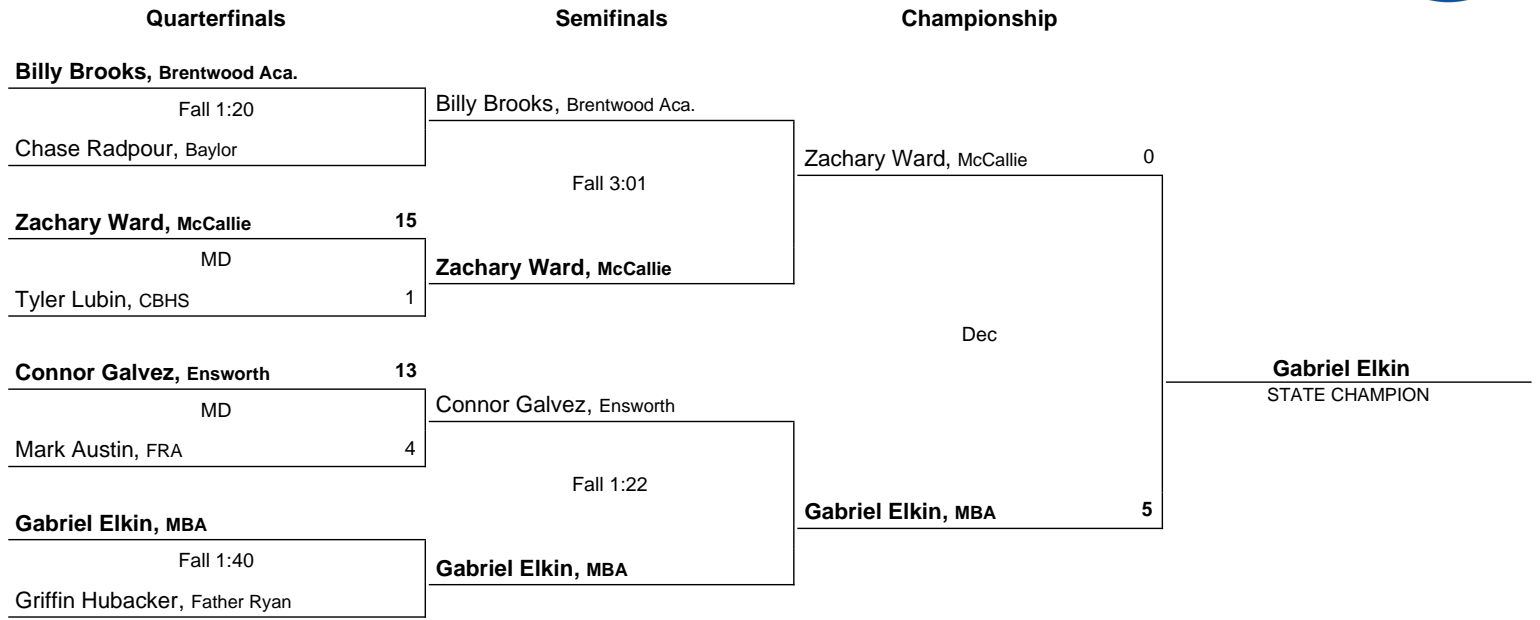 Quarterfinals Semifinals Championship
Billy Brooks, Brentwood Aca.
Fall 1:20
Chase Radpour, Baylor
Zachary Ward, McCallie 15
MD
Tyler Lubin, CBHS 1
Connor Galvez, Ensworth 13
MD
Mark Austin, FRA 4
Gabriel Elkin, MBA
Fall 1:40
Griffin Hubacker, Father Ryan
Billy Brooks, Brentwood Aca.
Fall 3:01
Zachary Ward, McCallie
Connor Galvez, Ensworth
Fall 1:22
Gabriel Elkin, MBA
Zachary Ward, McCallie 0
Dec
Gabriel Elkin, MBA 5
Gabriel Elkin
STATE CHAMPION